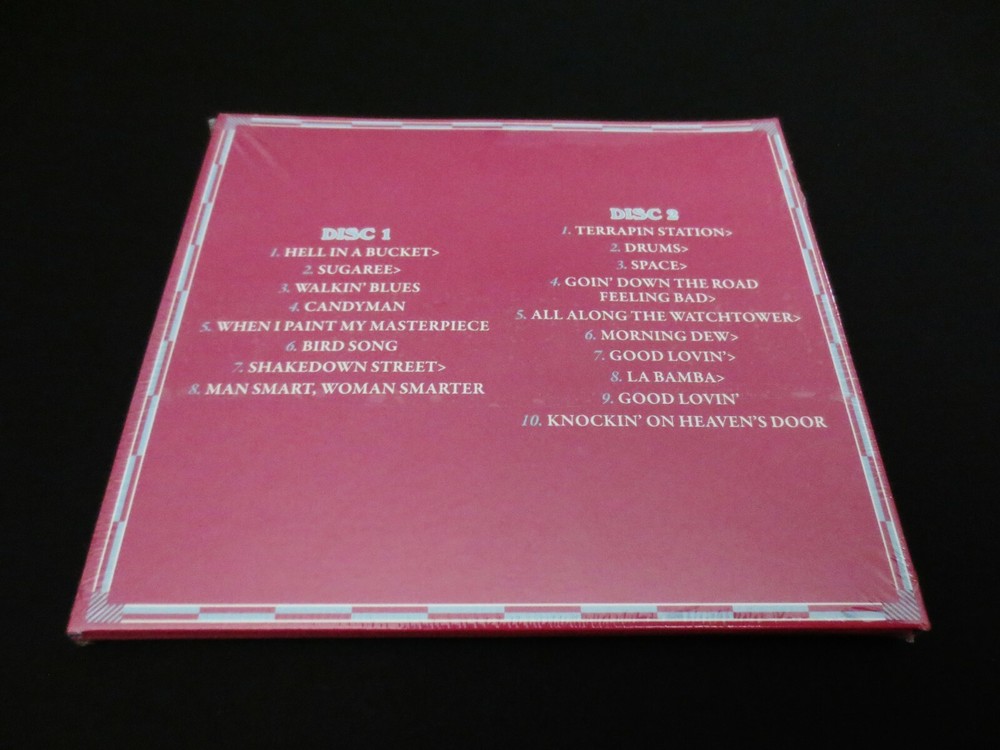 DISC 1
1. HELL IN A BUCKET>
2. SUGAREE>
3. WALKIN' BLUES
4. CANDYMAN
5. WHEN I PAINT MY MASTERPIECE
6. BIRD SONG
7. SHAKEDOWN STREET>
8. MAN SMART, WOMAN SMARTER
DISC 2
1. TERRAPIN STATION>
2. DRUMS>
3. SPACE>
4. GOIN' DOWN THE ROAD
FEELING BAD>
5. ALL ALONG THE WATCHTOWER>
6. MORNING DEW>
7. GOOD LOVIN'>
8. LA BAMBA>
9. GOOD LOVIN'
10. KNOCKIN' ON HEAVEN'S DOOR